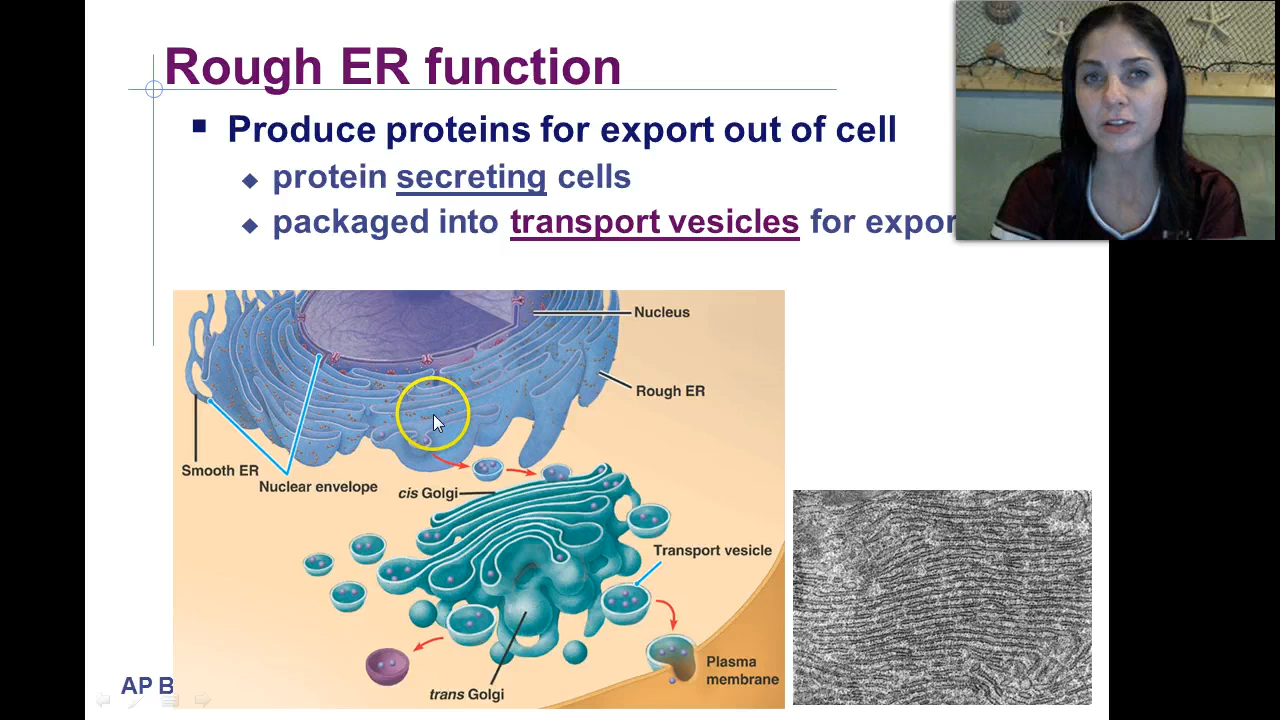 Rough ER function
Produce proteins for export out of cell
protein secreting cells
packaged into transport vesicles for expor
Nucleus
Rough ER
Smooth ER
Nuclear envelope
cis Golgi
Transport vesicle
Plasma
membrane
trans Golgi
AP B